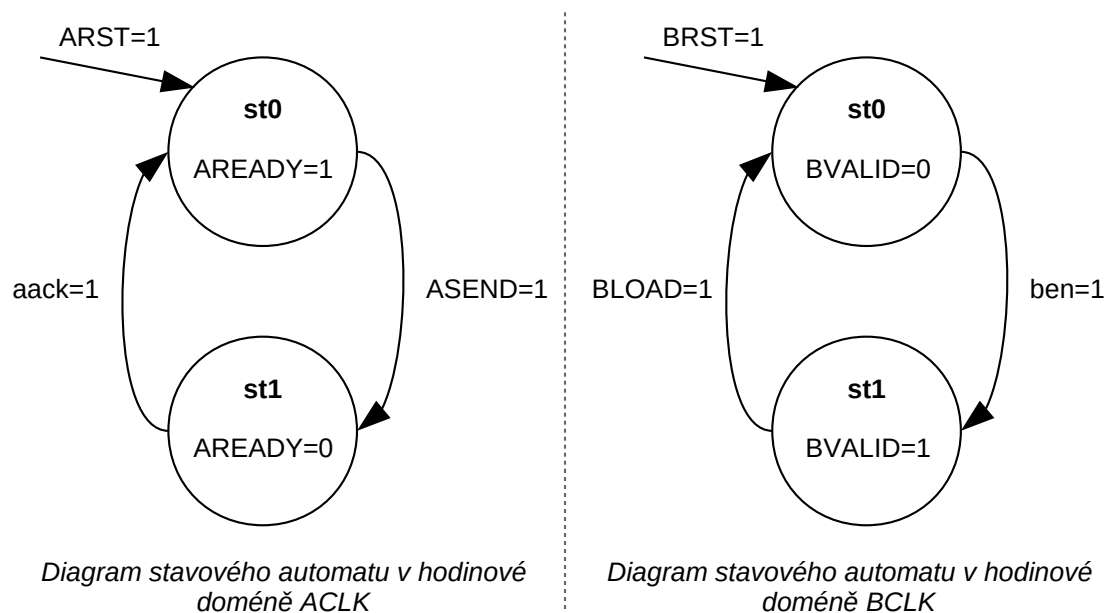 ARST=1
st0
AREADY=1
aack=1
ASEND=1
st1
AREADY=0
Diagram stavového automatu v hodinové
doméně ACLK
BRST=1
st0
BVALID=0
BLOAD=1
ben=1
st1
BVALID=1
Diagram stavového automatu v hodinové
doméně BCLK